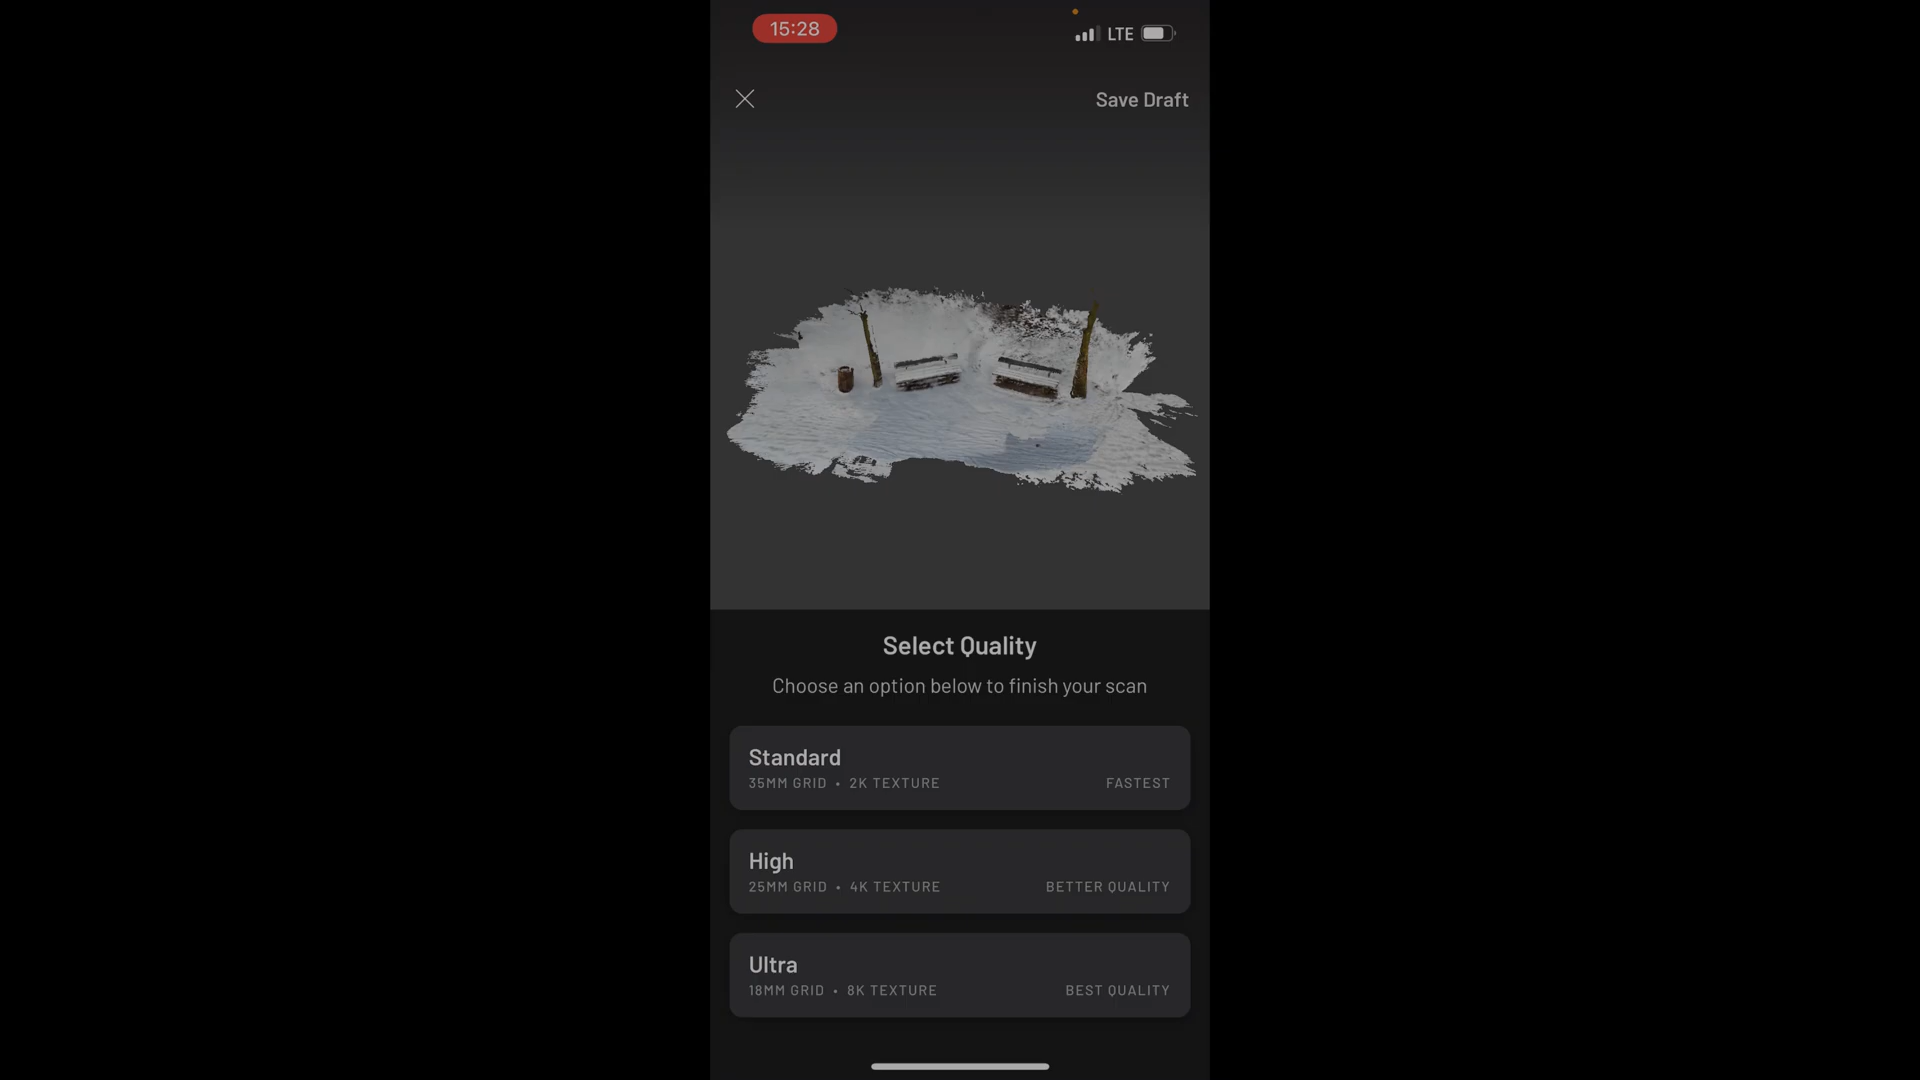 15:28
LTE
Save Draft
Select Quality
Choose an option below to finish your scan
Standard
35MM GRID • 2K TEXTURE FASTEST
High
25MM GRID • 4K TEXTURE BETTER QUALITY
Ultra
18MM GRID • 8K TEXTURE BEST QUALITY